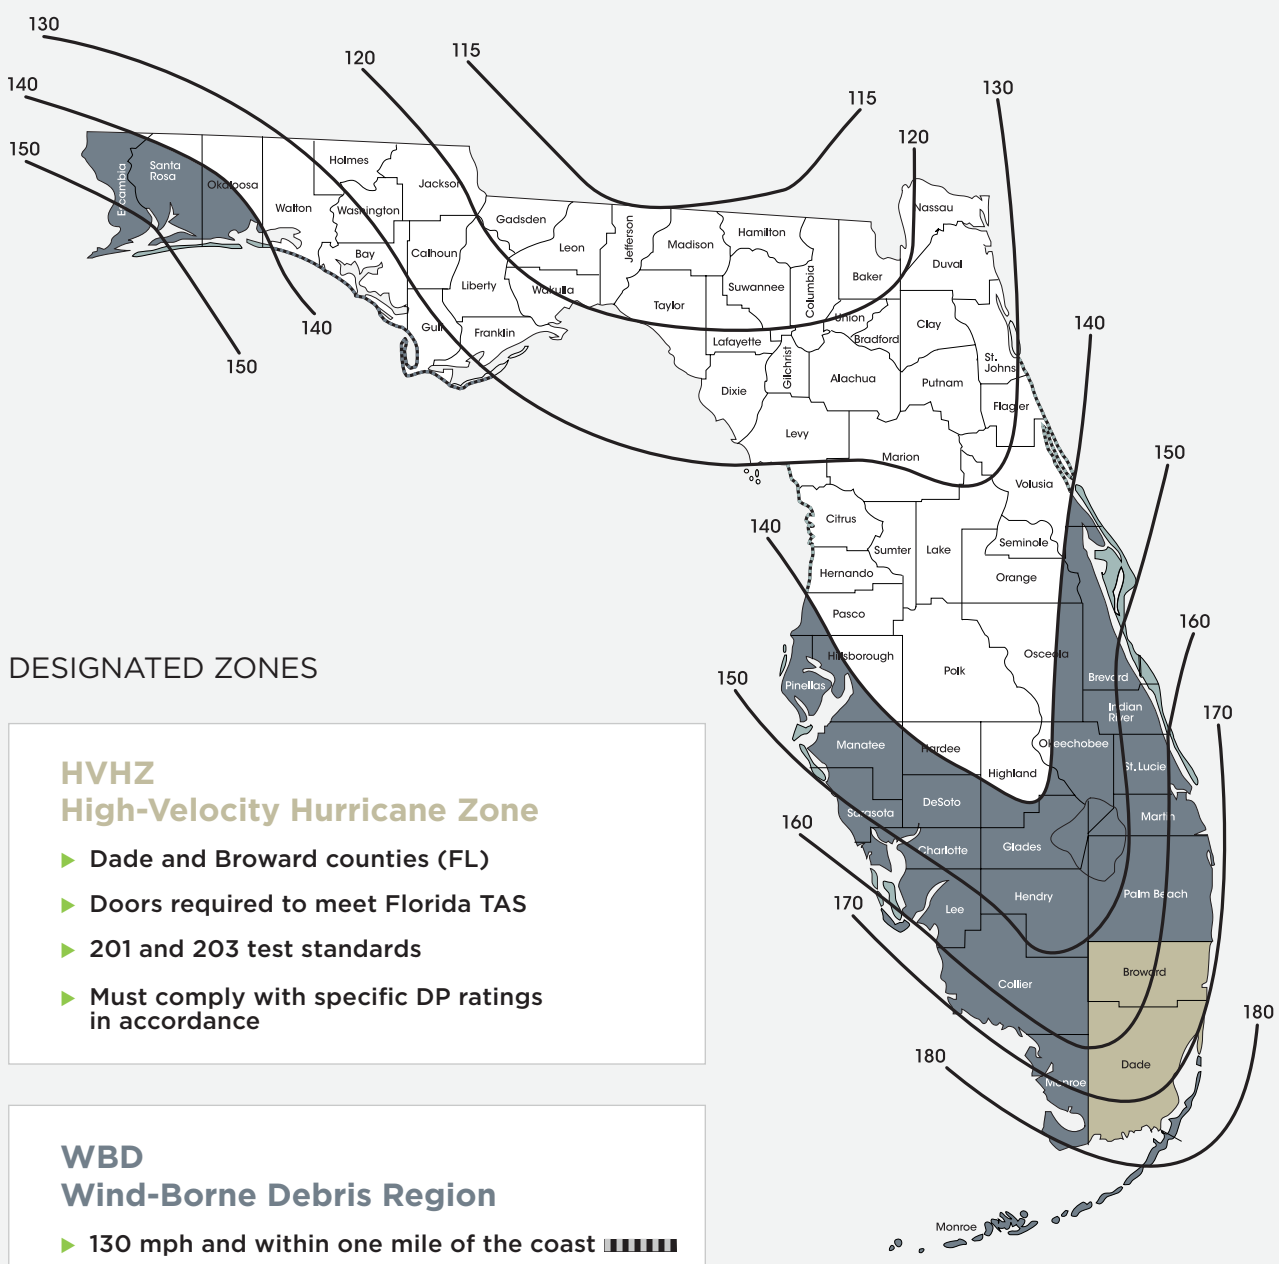 130
115
120
140
130
115
120
150
Escambia
Santa
Rosa
Okaloosa
Walton
Holmes
Washington
Jackson
Bay
Calhoun
Gulf
Liberty
Franklin
Gadsden
Leon
Wakulla
Jefferson
Madison
Taylor
Hamilton
Suwannee
Lafayette
Dixie
Columbia
Gilchrist
Baker
Union
Bradford
Alachua
Levy
Nassau
Duval
Clay
St.
Johns
Putnam
Flagler
Marion
Volusia
140
150
140
150
140
Citrus
Sumter
Lake
Seminole
Orange
Hernando
Pasco
Hillsborough
Pinellas
Polk
Osceola
Brevard
Indian
River
160
150
170
Manatee
Hardee
Highland
Okeechobee
St. Lucie
Sarasota
DeSoto
Martin
Charlotte
Glades
160
170
Lee
Hendry
Palm Beach
Collier
Broward
180
180
Monroe
Dade
Monroe
DESIGNATED ZONES
HVHZ
High-Velocity Hurricane Zone
Dade and Broward counties (FL)
Doors required to meet Florida TAS
201 and 203 test standards
Must comply with specific DP ratings
in accordance
WBD
Wind-Borne Debris Region
130 mph and within one mile of the coast